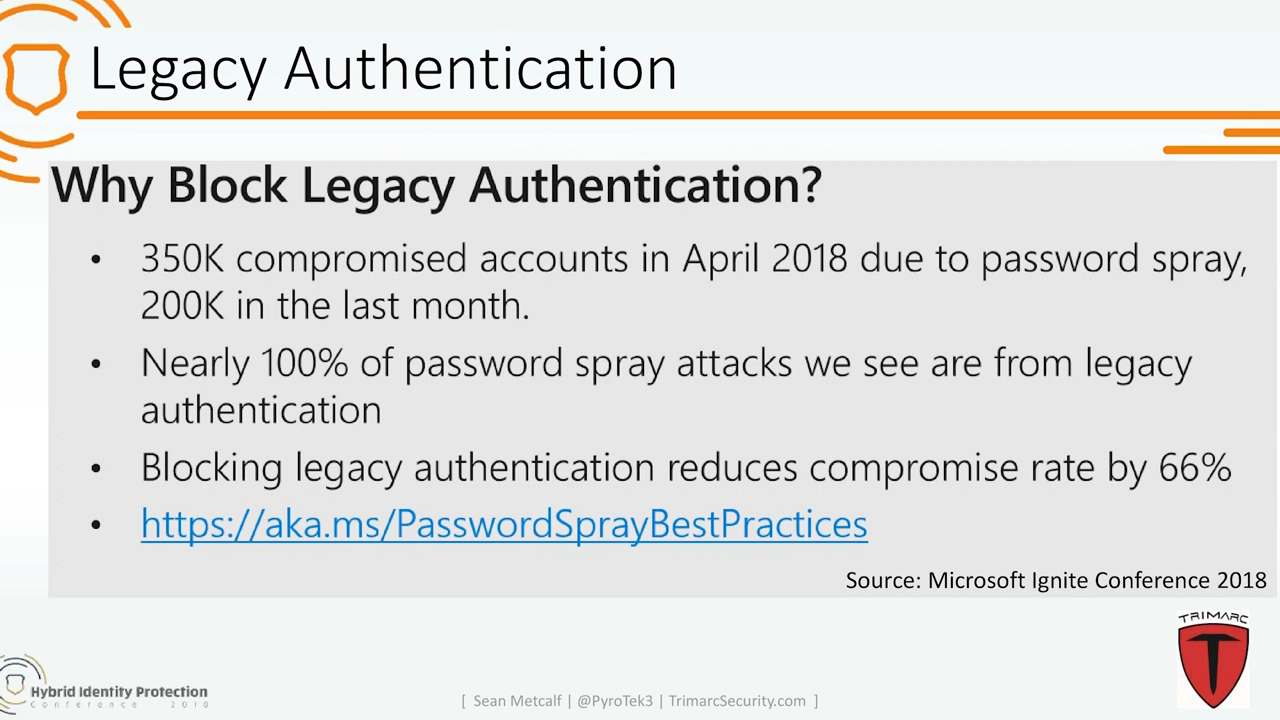 Legacy Authentication
Why Block Legacy Authentication?
• 350K compromised accounts in April 2018 due to password spray,
200K in the last month.
• Nearly 100% of password spray attacks we see are from legacy
authentication
• Blocking legacy authentication reduces compromise rate by 66%
• https://aka.ms/PasswordSprayBestPractices
Source: Microsoft Ignite Conference 2018
TRIMARC
Hybrid Identity Protection
Conference 2018
[ Sean Metcalf | @PyroTek3 | TrimarcSecurity.com ]